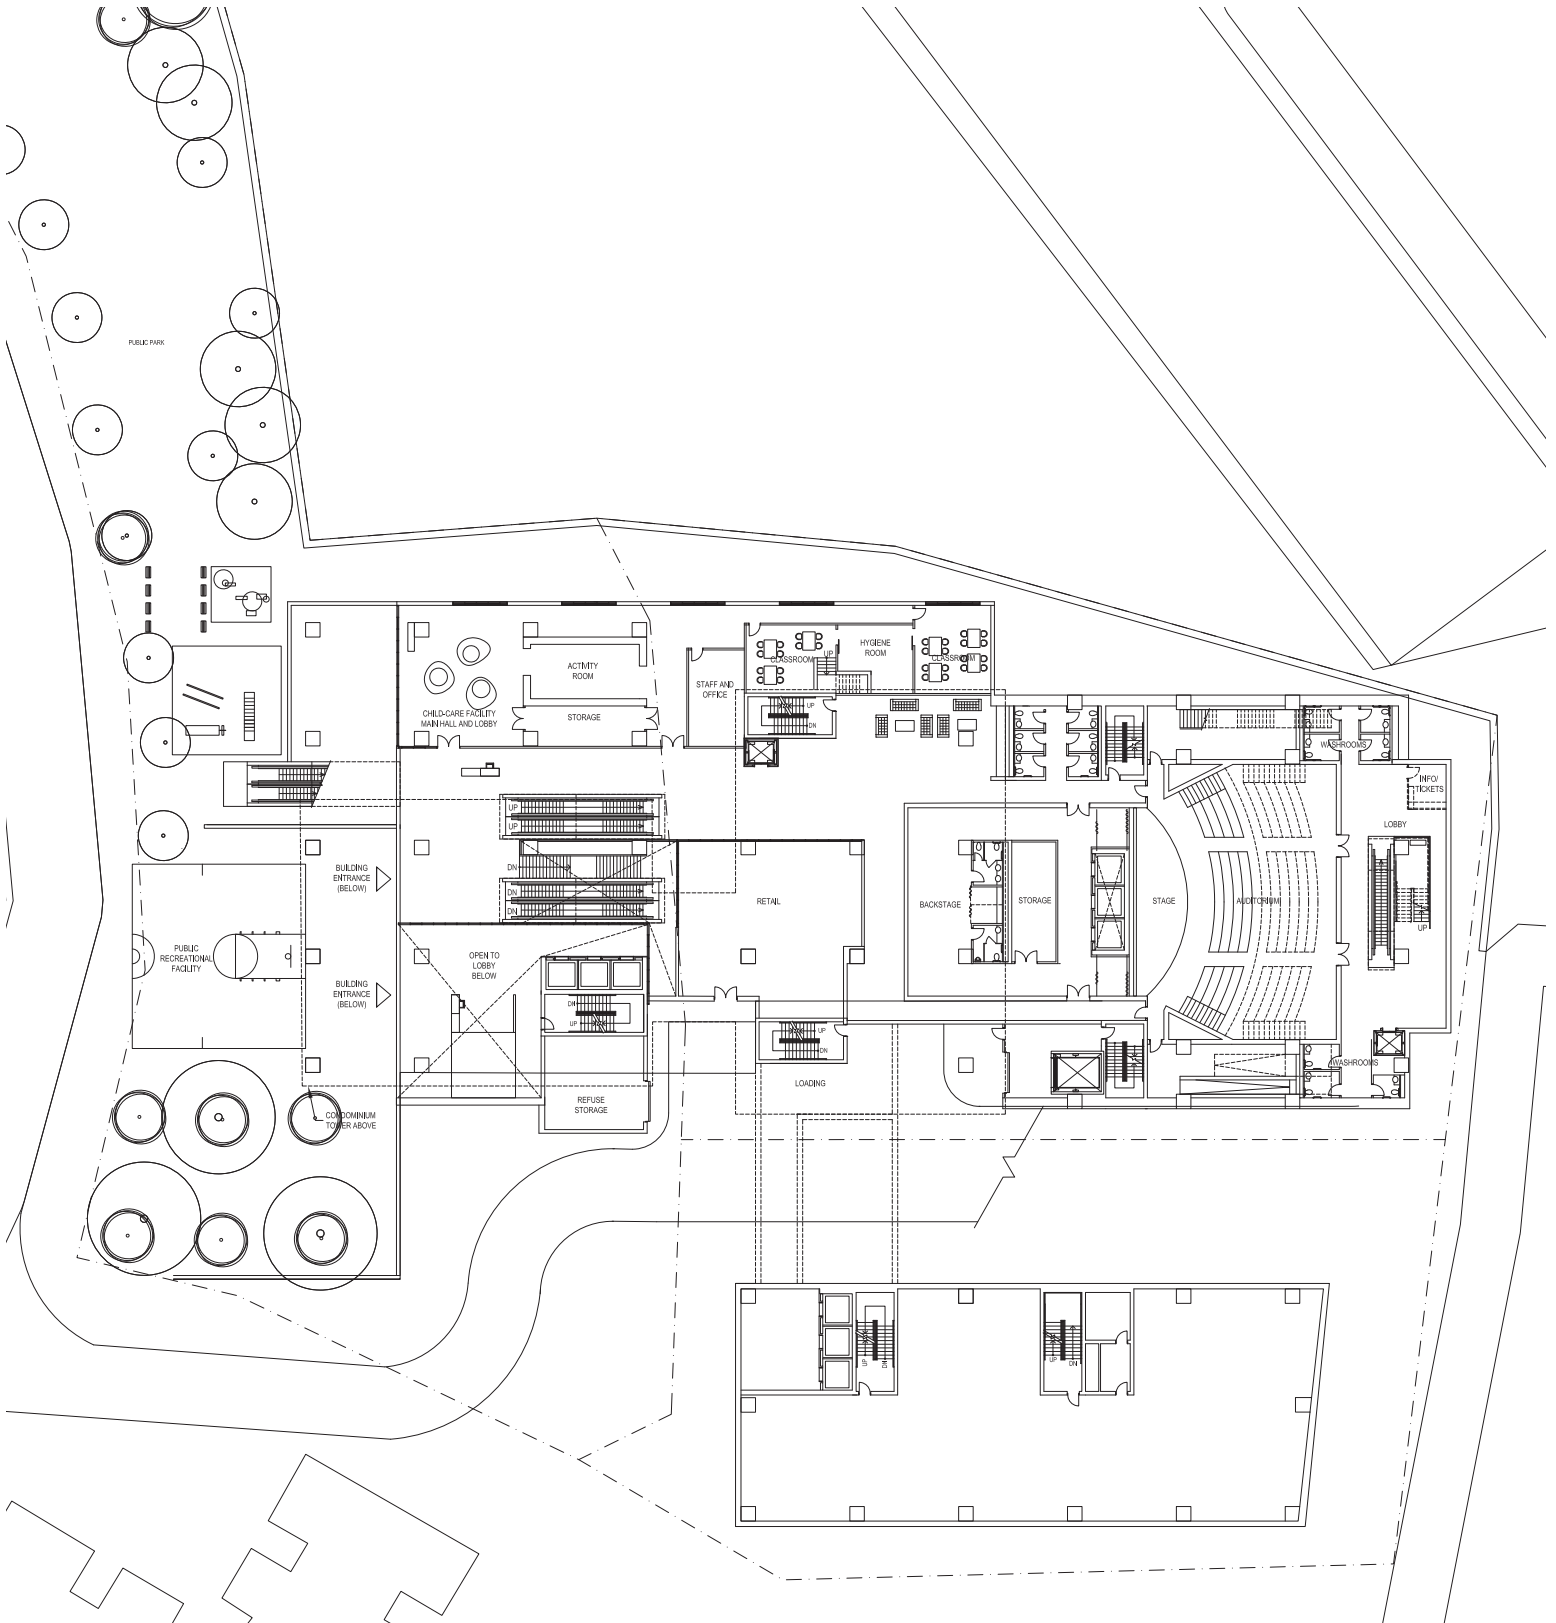 PUBLIC PARK
ACTIVITY
ROOM
STAFF AND
OFFICE
CLASSROOM
UP
HYGIENE
ROOM
CLASSROOM
CHILD-CARE FACILITY
MAIN HALL AND LOBBY
STORAGE
UP
DN
WASHROOMS
INFO/
TICKETS
LOBBY
UP
UP
DN
DN
DN
BUILDING
ENTRANCE
(BELOW)
RETAIL
BACKSTAGE
STORAGE
STAGE
AUDITORIUM
UP
PUBLIC
RECREATIONAL
FACILITY
OPEN TO
LOBBY
BELOW
BUILDING
ENTRANCE
(BELOW)
DN
UP
UP
DN
LOADING
WASHROOMS
REFUSE
STORAGE
CONDOMINIUM
TOWER ABOVE
UP
DN
UP
DN